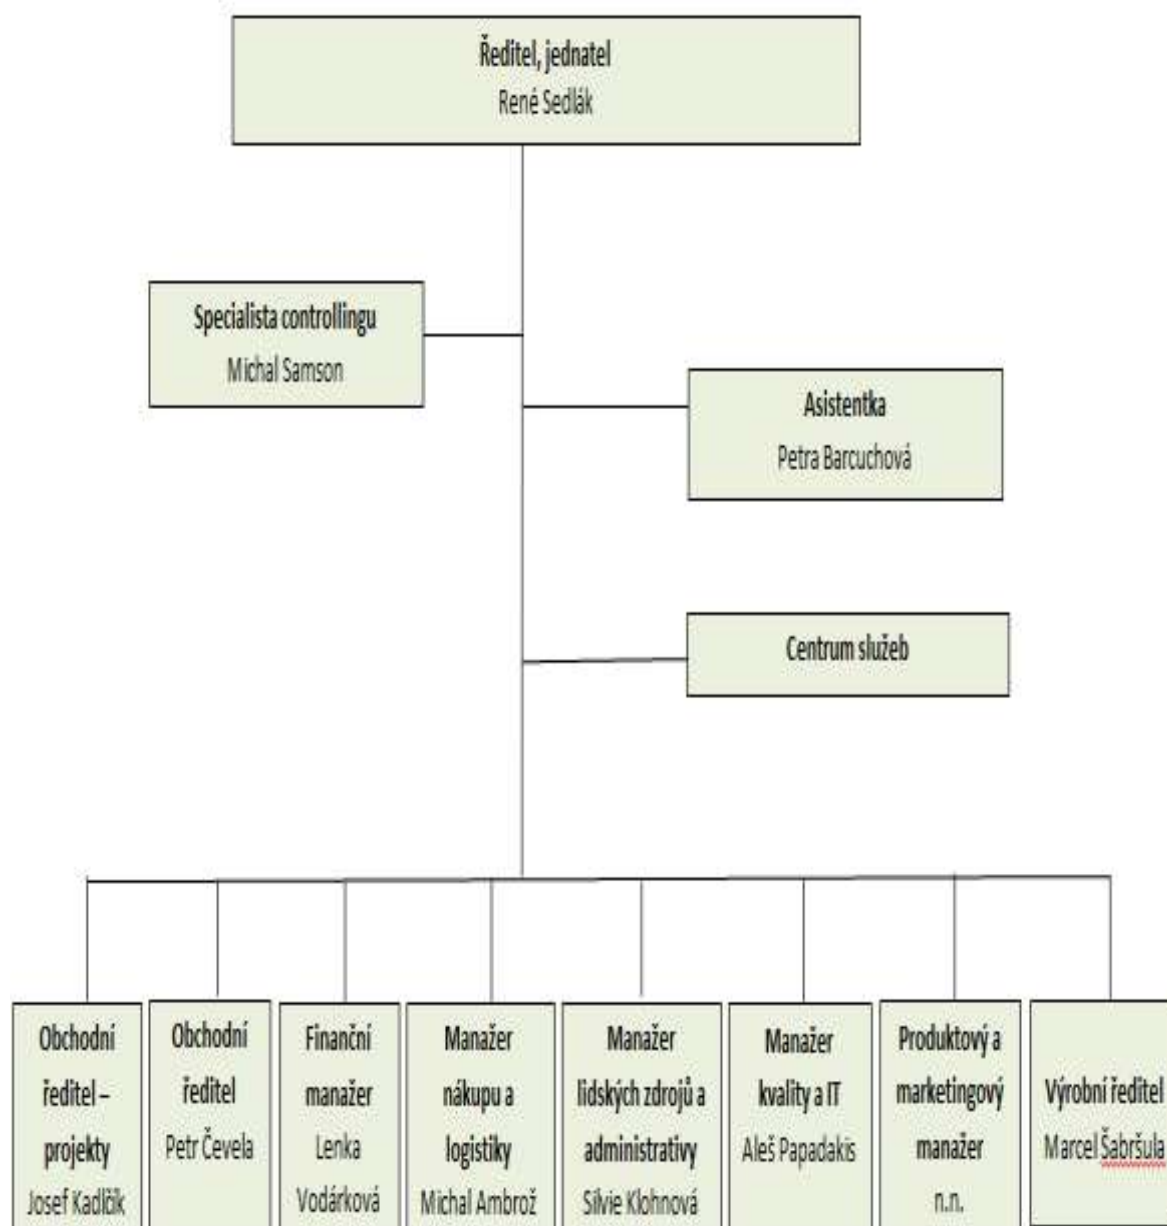 Ředitel, jednatel
René Sedlák
Specialista controllingu
Michal Samson
Asistentka
Petra Barcuchová
Centrum služeb
Obchodní
ředitel –
projekty
Josef Kadlčík
Obchodní
ředitel
Petr Čevela
Finanční
manažer
Lenka
Vodárková
Manažer
nákupu a
logistiky
Michal Ambrož
Manažer
lidských zdrojů a
administrativy
Silvie Klohnová
Manažer
kvality a IT
Aleš Papadakis
Produktový a
marketingový
manažer
n.n.
Výrobní ředitel
Marcel Šabršula